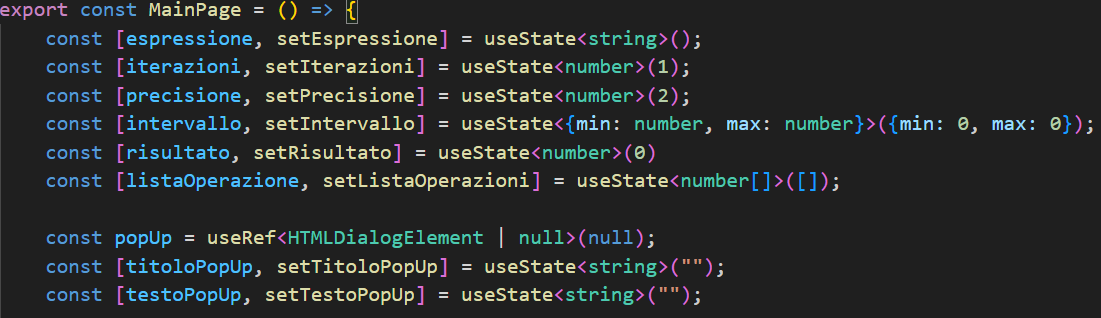 export const MainPage = () => {
    const [espressione, setEspressione] = useState<string>();
    const [iterazioni, setIterazioni] = useState<number>(1);
    const [precisione, setPrecisione] = useState<number>(2);
    const [intervallo, setIntervallo] = useState<{min: number, max: number}>({min: 0, max: 0});
    const [risultato, setRisultato] = useState<number>(0)
    const [listaOperazione, setListaOperazioni] = useState<number[]>([]);

    const popUp = useRef<HTMLDialogElement | null>(null);
    const [titoloPopUp, setTitoloPopUp] = useState<string>("");
    const [testoPopUp, setTestoPopUp] = useState<string>("");